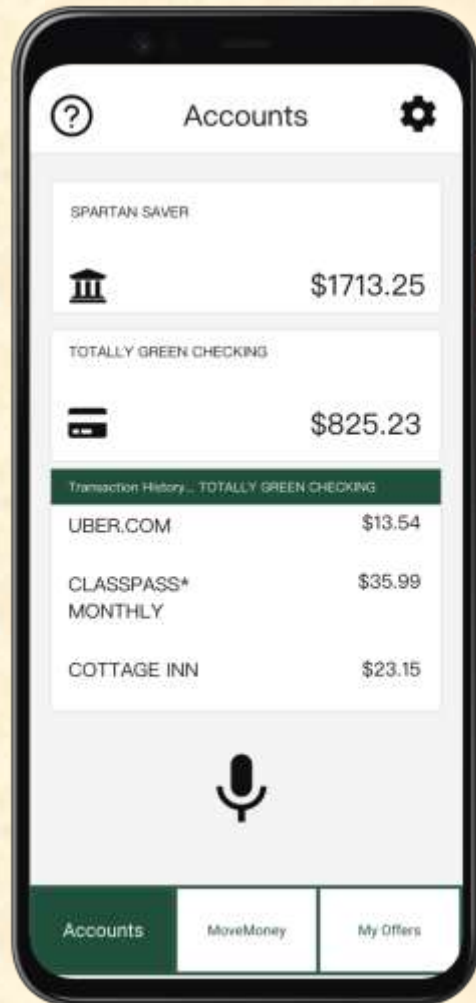 Accounts
SPARTAN SAVER
$1713.25
TOTALLY GREEN CHECKING
$825.23
Transaction History... TOTALLY GREEN CHECKING
UBER.COM $13.54
CLASSPASS* $35.99
MONTHLY
COTTAGE INN $23.15
Accounts MoveMoney My Offers